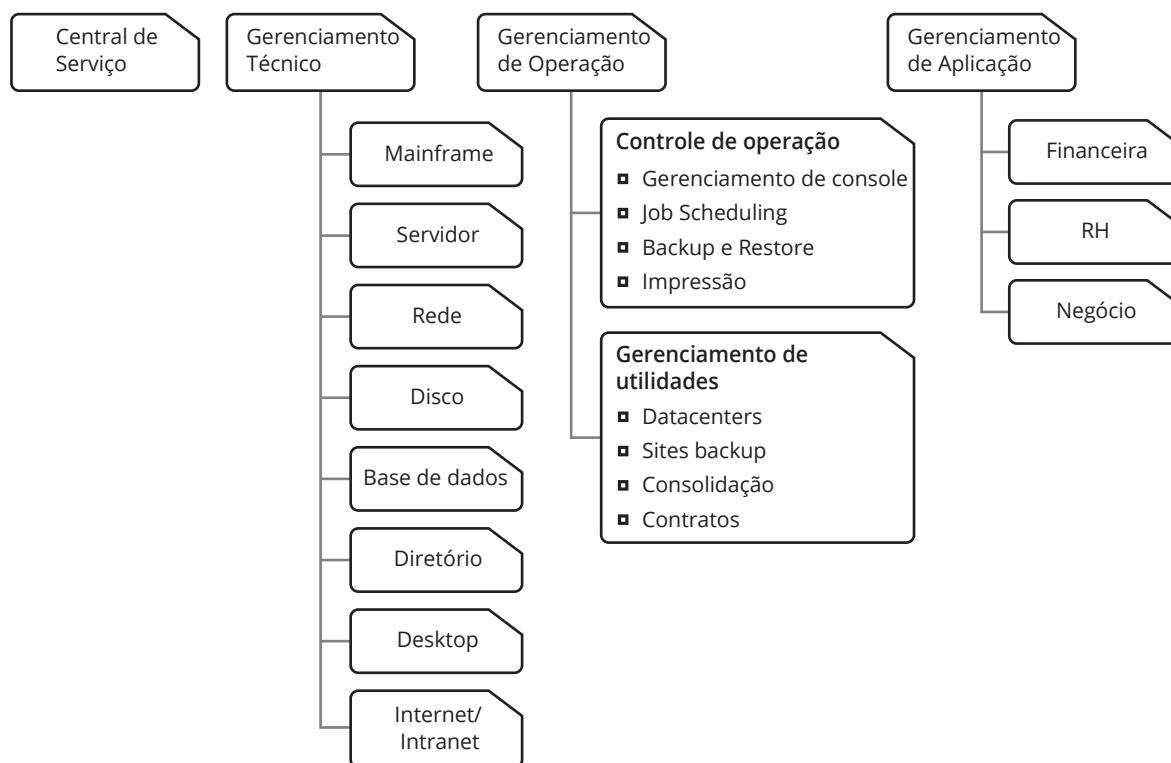 Central de
Serviço
Gerenciamento
Técnico
Mainframe
Servidor
Rede
Disco
Base de dados
Diretório
Desktop
Internet/
Intranet
Gerenciamento
de Operação
Controle de operação
Gerenciamento de console
Job Scheduling
Backup e Restore
Impressão
Gerenciamento de
utilidades
Datacenters
Sites backup
Consolidação
Contratos
Gerenciamento
de Aplicação
Financeira
RH
Negócio